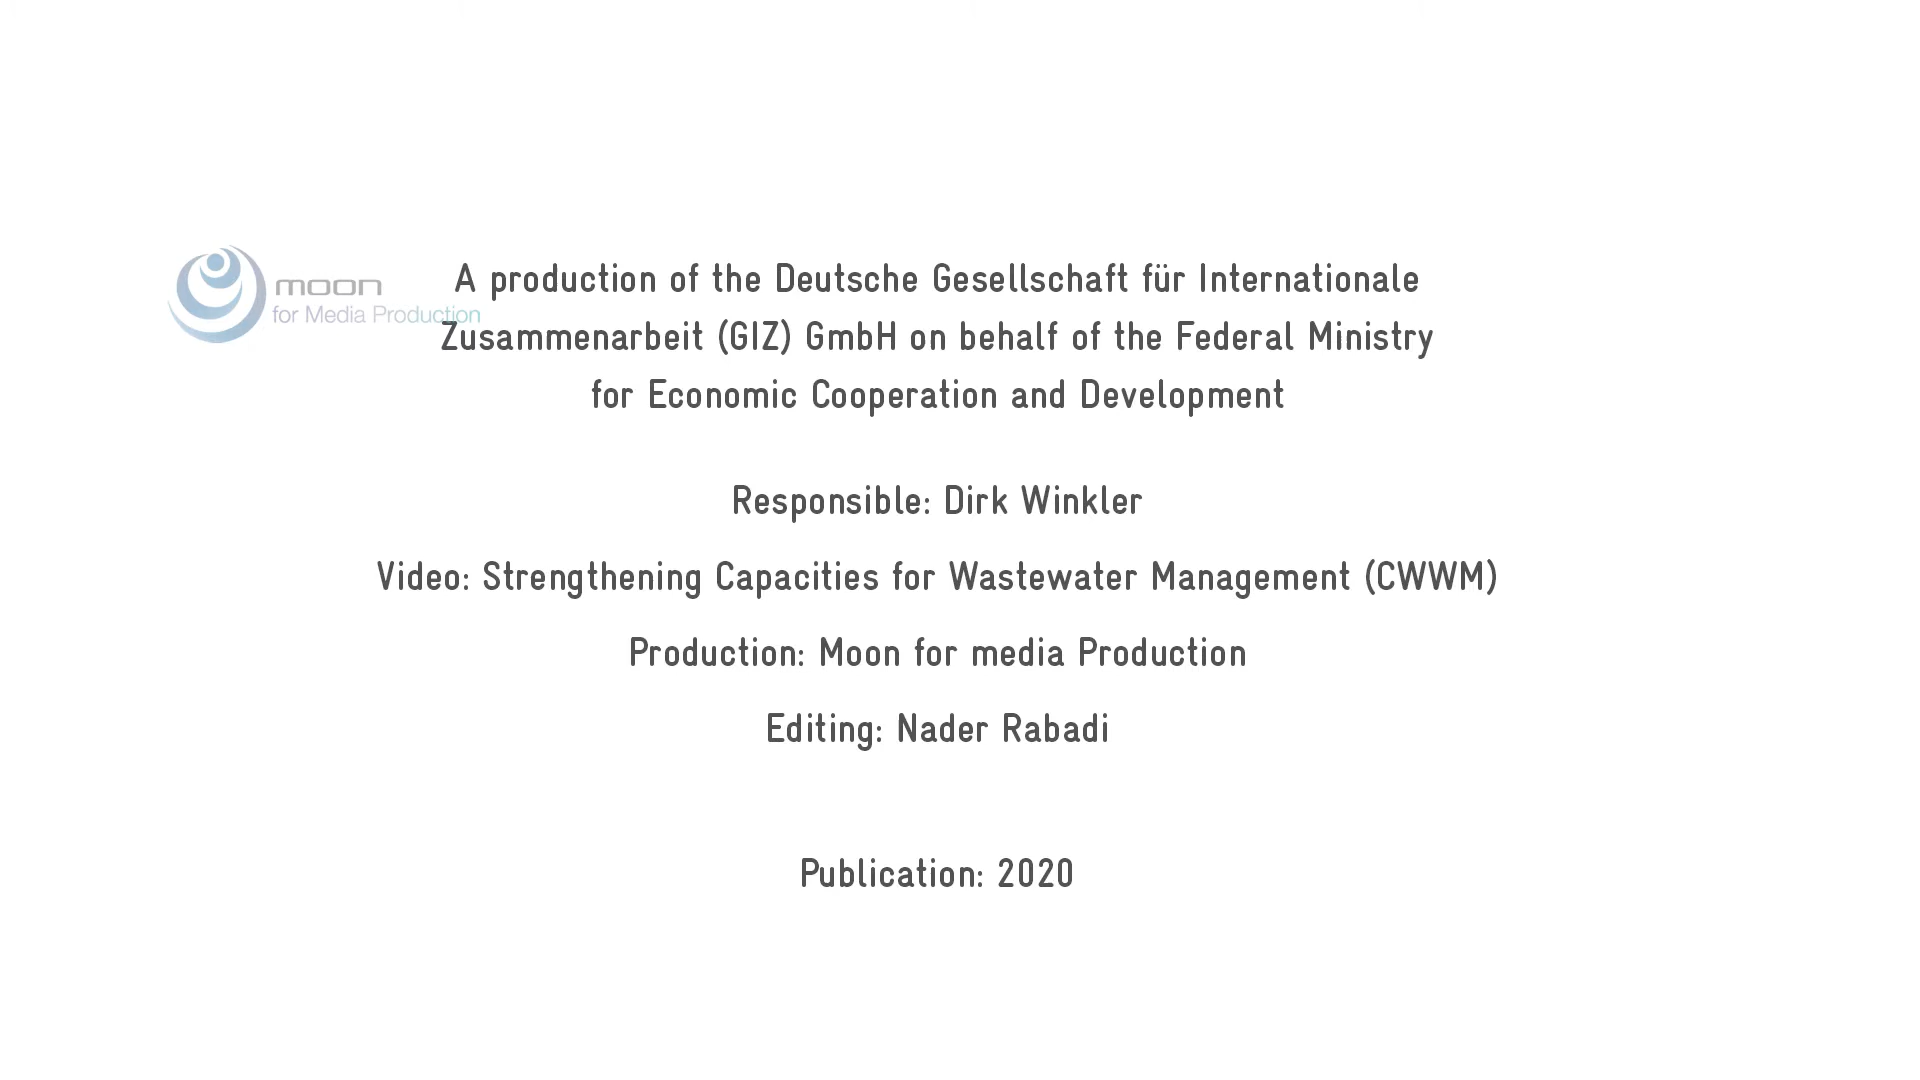 moon
for Media Production
A production of the Deutsche Gesellschaft für Internationale
Zusammenarbeit (GIZ) GmbH on behalf of the Federal Ministry
for Economic Cooperation and Development
Responsible: Dirk Winkler
Video: Strengthening Capacities for Wastewater Management (CWWM)
Production: Moon for media Production
Editing: Nader Rabadi
Publication: 2020